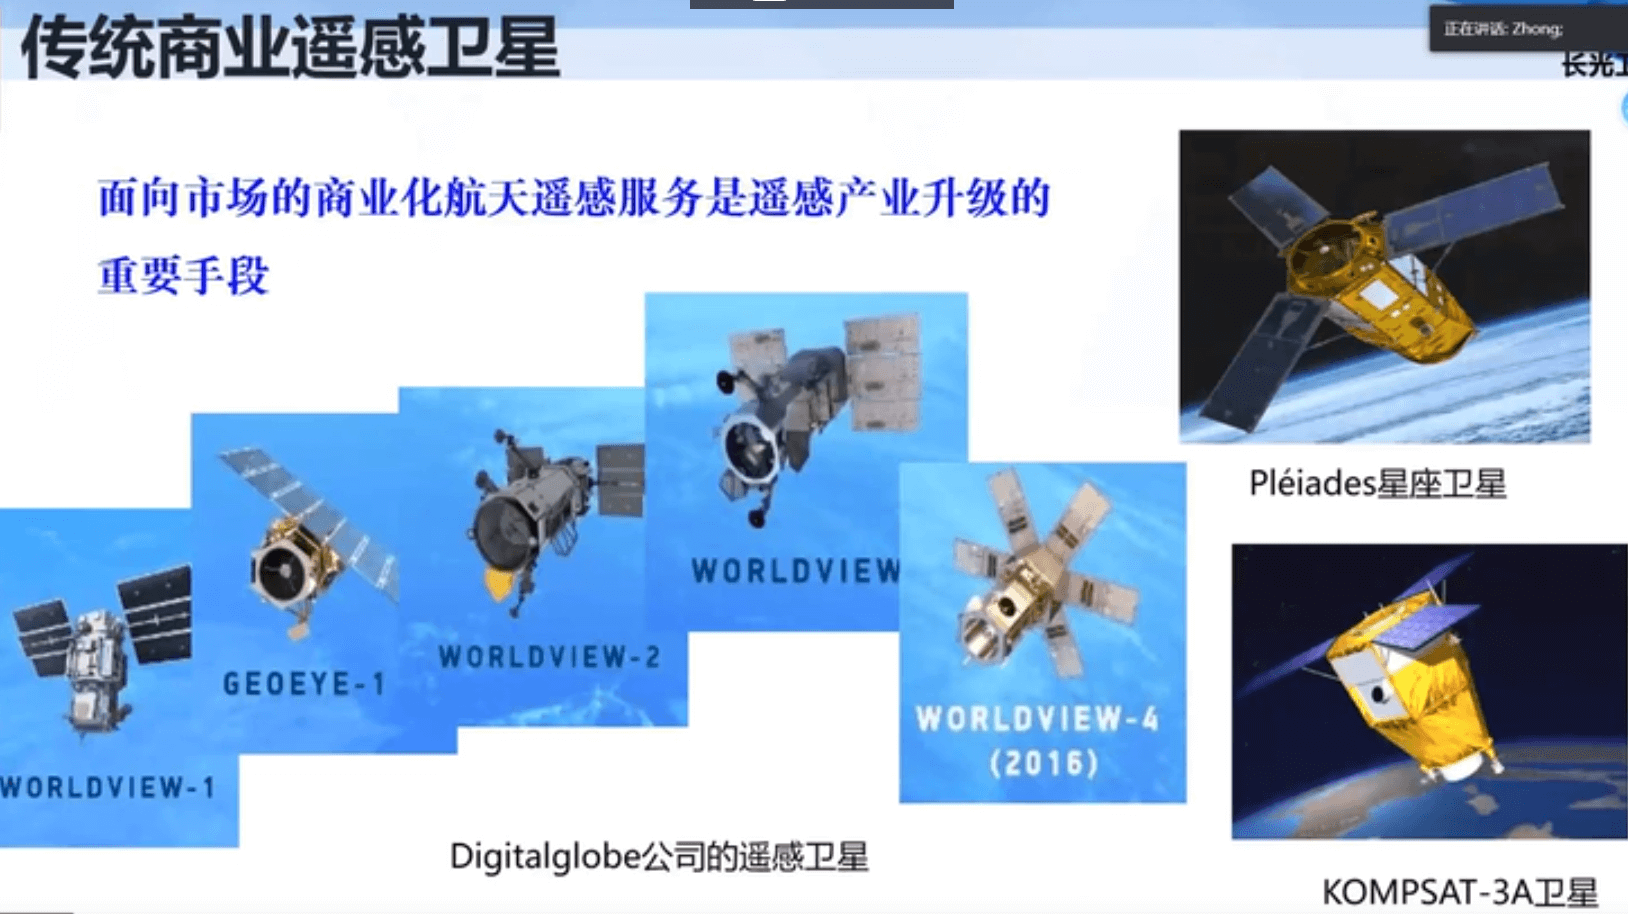 传统商业遥感卫星
正在讲话: Zhong;
长光
面向市场的商业化航天遥感服务是遥感产业升级的
重要手段
Pléiades星座卫星
WORLDVIEW
WORLDVIEW-2
GEOEYE-1
WORLDVIEW-4
(2016)
WORLDVIEW-1
Digitalglobe公司的遥感卫星
KOMPSAT-3A卫星